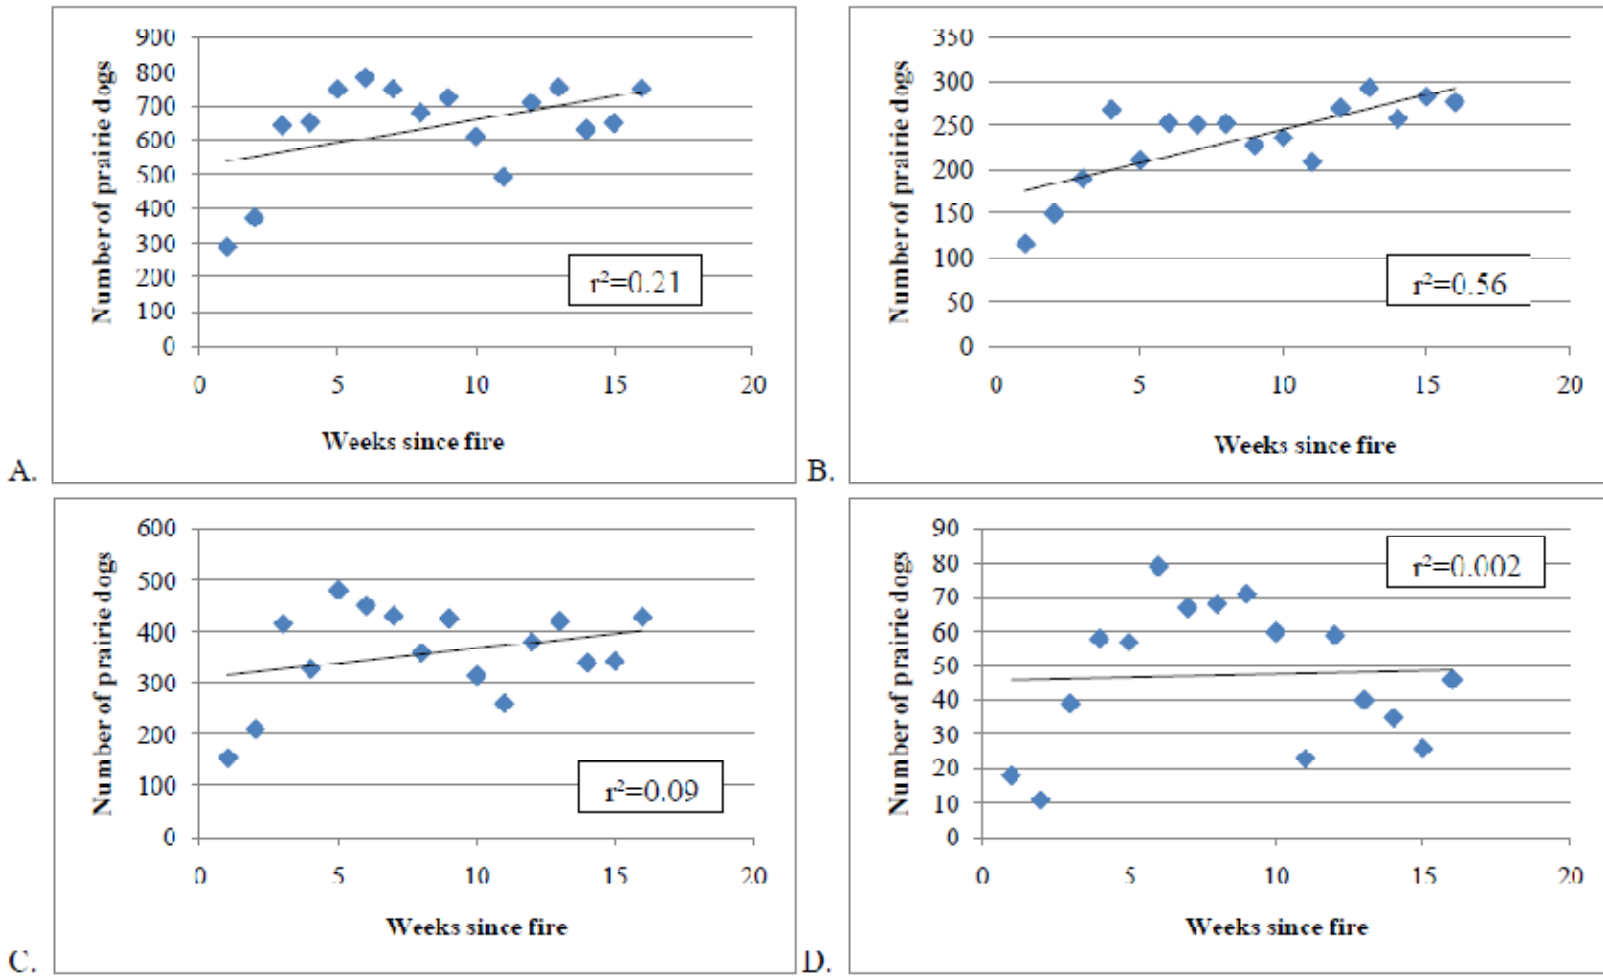 900
800
700
600
500
400
300
200
100
0
Number of prairie dogs
r²=0.21
0 5 10 15 20
Weeks since fire
A.
350
300
250
200
150
100
50
0
Number of prairie dogs
r²=0.56
0 5 10 15 20
Weeks since fire
B.
600
500
400
300
200
100
0
Number of prairie dogs
r²=0.09
0 5 10 15 20
Weeks since fire
C.
90
80
70
60
50
40
30
20
10
0
Number of prairie dogs
r²=0.002
0 5 10 15 20
Weeks since fire
D.